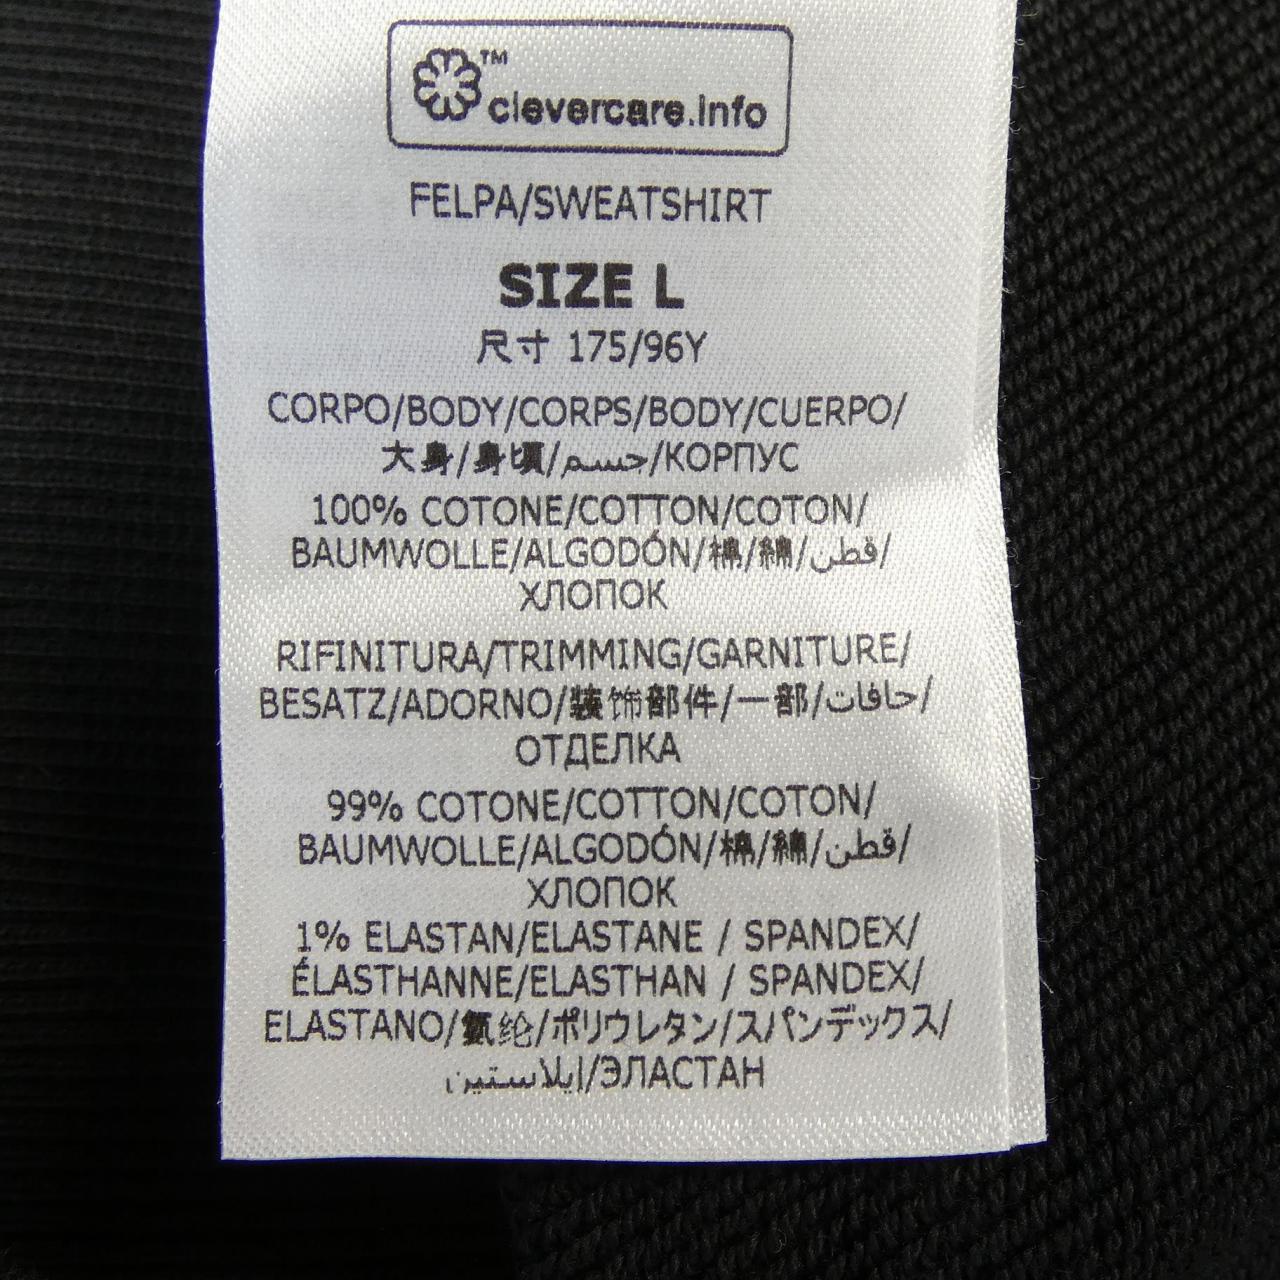 TM
clevercare.info
FELPA/SWEATSHIRT
SIZE L
尺寸 175/96Y
CORPO/BODY/CORPS/BODY/CUERPO/
大身/身頃/جسم/КОРПУС
100% COTONE/COTTON/COTON/
BAUMWOLLE/ALGODÓN/棉/綿/قطن/
ХЛОПОК
RIFINITURA/TRIMMING/GARNITURE/
BESATZ/ADORNO/装饰部件/一部/حافات/
ОТДЕЛКА
99% COTONE/COTTON/COTON/
BAUMWOLLE/ALGODÓN/棉/綿/قطن/
ХЛОПОК
1% ELASTAN/ELASTANE / SPANDEX/
ÉLASTHANNE/ELASTHAN / SPANDEX/
ELASTANO/氨纶/ポリウレタン/スパンデックス/
إيلاستين/ЭЛАСТАН